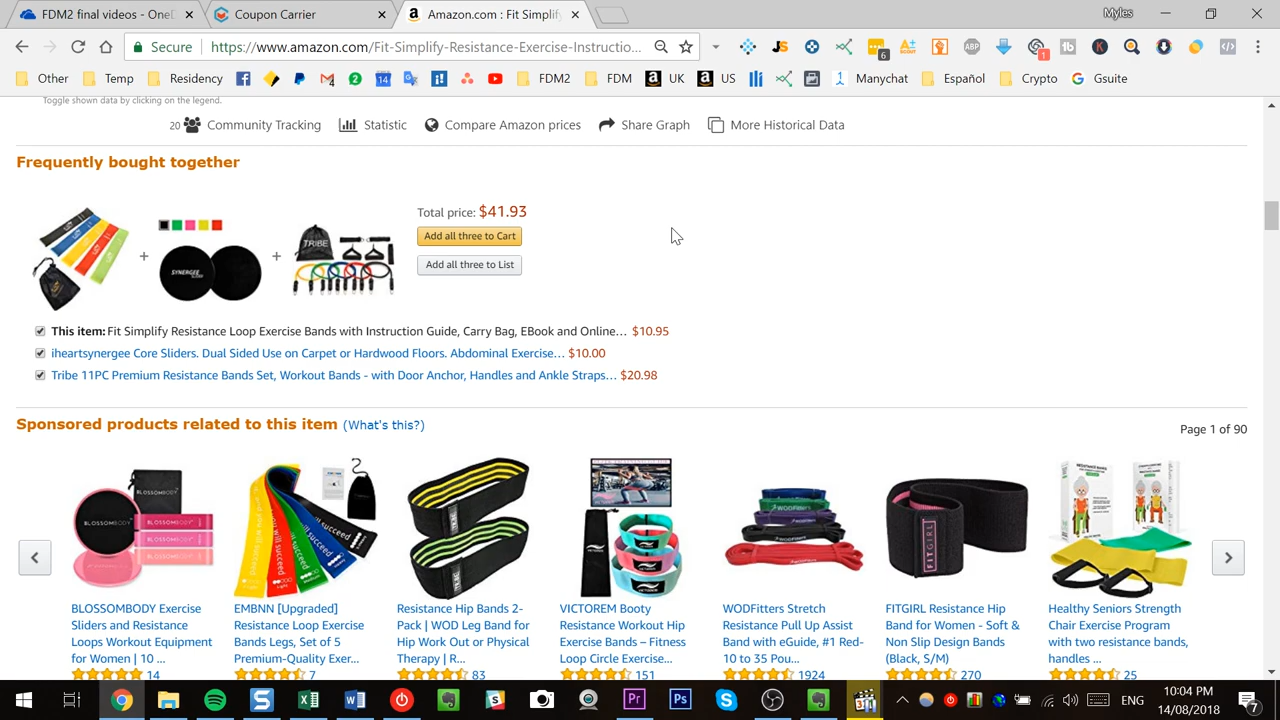 FDM2 final videos - OneD
Coupon Carrier
Amazon.com : Fit Simplify
Myles
Secure
https://www.amazon.com/Fit-Simplify-Resistance-Exercise-Instructio...
Other
Temp
Residency
FDM2
FDM
UK
US
Manychat
Español
Crypto
Gsuite
Toggle shown data by clicking on the legend.
20 Community Tracking
Statistic
Compare Amazon prices
Share Graph
More Historical Data
Frequently bought together
Total price: $41.93
Add all three to Cart
Add all three to List
TRIBE
SYNERGEE
This item: Fit Simplify Resistance Loop Exercise Bands with Instruction Guide, Carry Bag, EBook and Online... $10.95
iheartsynergee Core Sliders. Dual Sided Use on Carpet or Hardwood Floors. Abdominal Exercise... $10.00
Tribe 11PC Premium Resistance Bands Set, Workout Bands - with Door Anchor, Handles and Ankle Straps... $20.98
Sponsored products related to this item (What's this?)
Page 1 of 90
BLOSSOMBODY Exercise
Sliders and Resistance
Loops Workout Equipment
for Women | 10 ...
14
EMBNN [Upgraded]
Resistance Loop Exercise
Bands Legs, Set of 5
Premium-Quality Exer...
7
Resistance Hip Bands 2-
Pack | WOD Leg Band for
Hip Work Out or Physical
Therapy | R...
83
VICTOREM Booty
Resistance Workout Hip
Exercise Bands – Fitness
Loop Circle Exercise...
151
WODFitters Stretch
Resistance Pull Up Assist
Band with eGuide, #1 Red-
10 to 35 Pou...
1924
FITGIRL Resistance Hip
Band for Women - Soft &
Non Slip Design Bands
(Black, S/M)
270
Healthy Seniors Strength
Chair Exercise Program
with two resistance bands,
handles ...
25
ENG
10:04 PM
14/08/2018
7